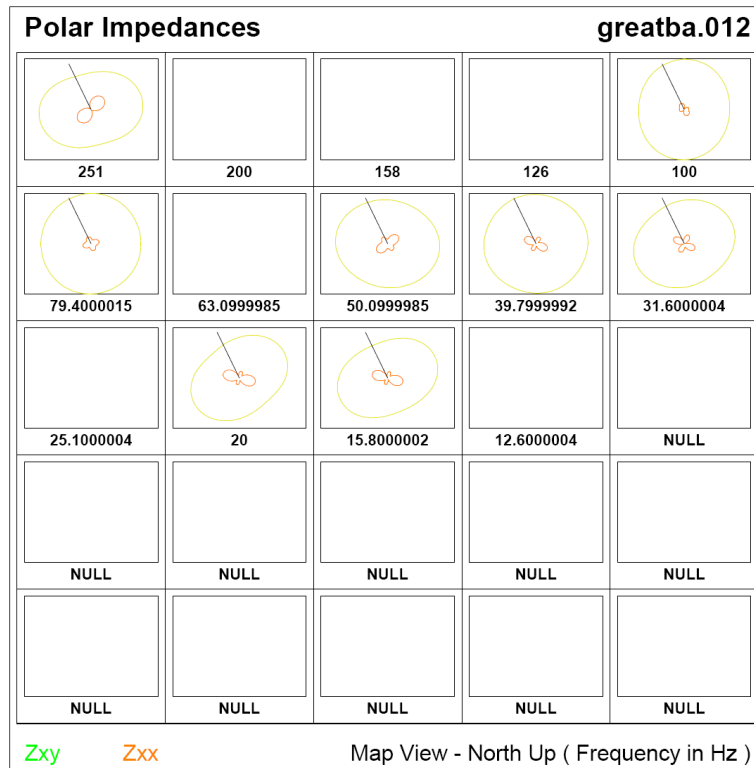 Polar Impedances greatba.012
251 200 158 126 100
79.4000015 63.0999985 50.0999985 39.7999992 31.6000004
25.1000004 20 15.8000002 12.6000004 NULL
NULL NULL NULL NULL NULL
NULL NULL NULL NULL NULL
Zxy Zxx Map View - North Up ( Frequency in Hz )